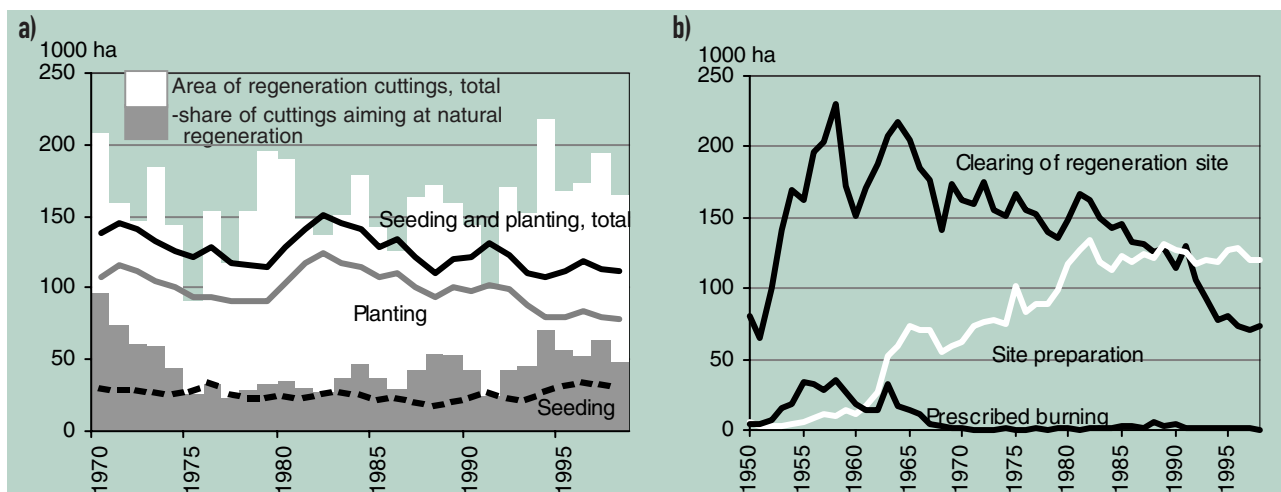 a)
1000 ha
250
200
150
100
50
0
Area of regeneration cuttings, total
-share of cuttings aiming at natural
regeneration
Seeding and planting, total
Planting
Seeding
1970
1975
1980
1985
1990
1995
b)
1000 ha
250
200
150
100
50
0
Clearing of regeneration site
Site preparation
Prescribed burning
1950
1955
1960
1965
1970
1975
1980
1985
1990
1995